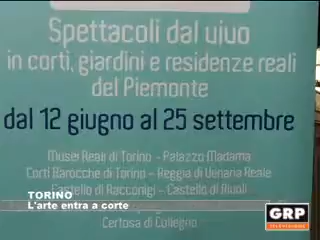 Spettacoli dal vivo
in corti, giardini e residenze reali
del Piemonte
dal 12 giugno al 25 settembre
Musei Reali di Torino - Palazzo Madama
Corti Barocche di Torino - Reggia di Venaria Reale
Castello di Racconigi - Castello di Rivoli
TORINO
L'arte entra a corte
Certosa di Collegno
GRP